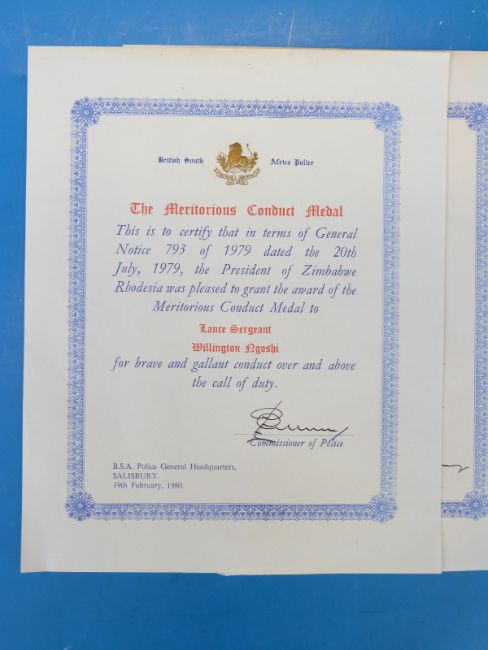 British South Africa Police
The Meritorious Conduct Medal
This is to certify that in terms of General
Notice 793 of 1979 dated the 20th
July, 1979, the President of Zimbabwe
Rhodesia was pleased to grant the award of the
Meritorious Conduct Medal to
Lance Sergeant
Willington Ngoshi
for brave and gallant conduct over and above
the call of duty.
Commissioner of Police
B.S.A. Police General Headquarters,
SALISBURY.
19th February, 1980.